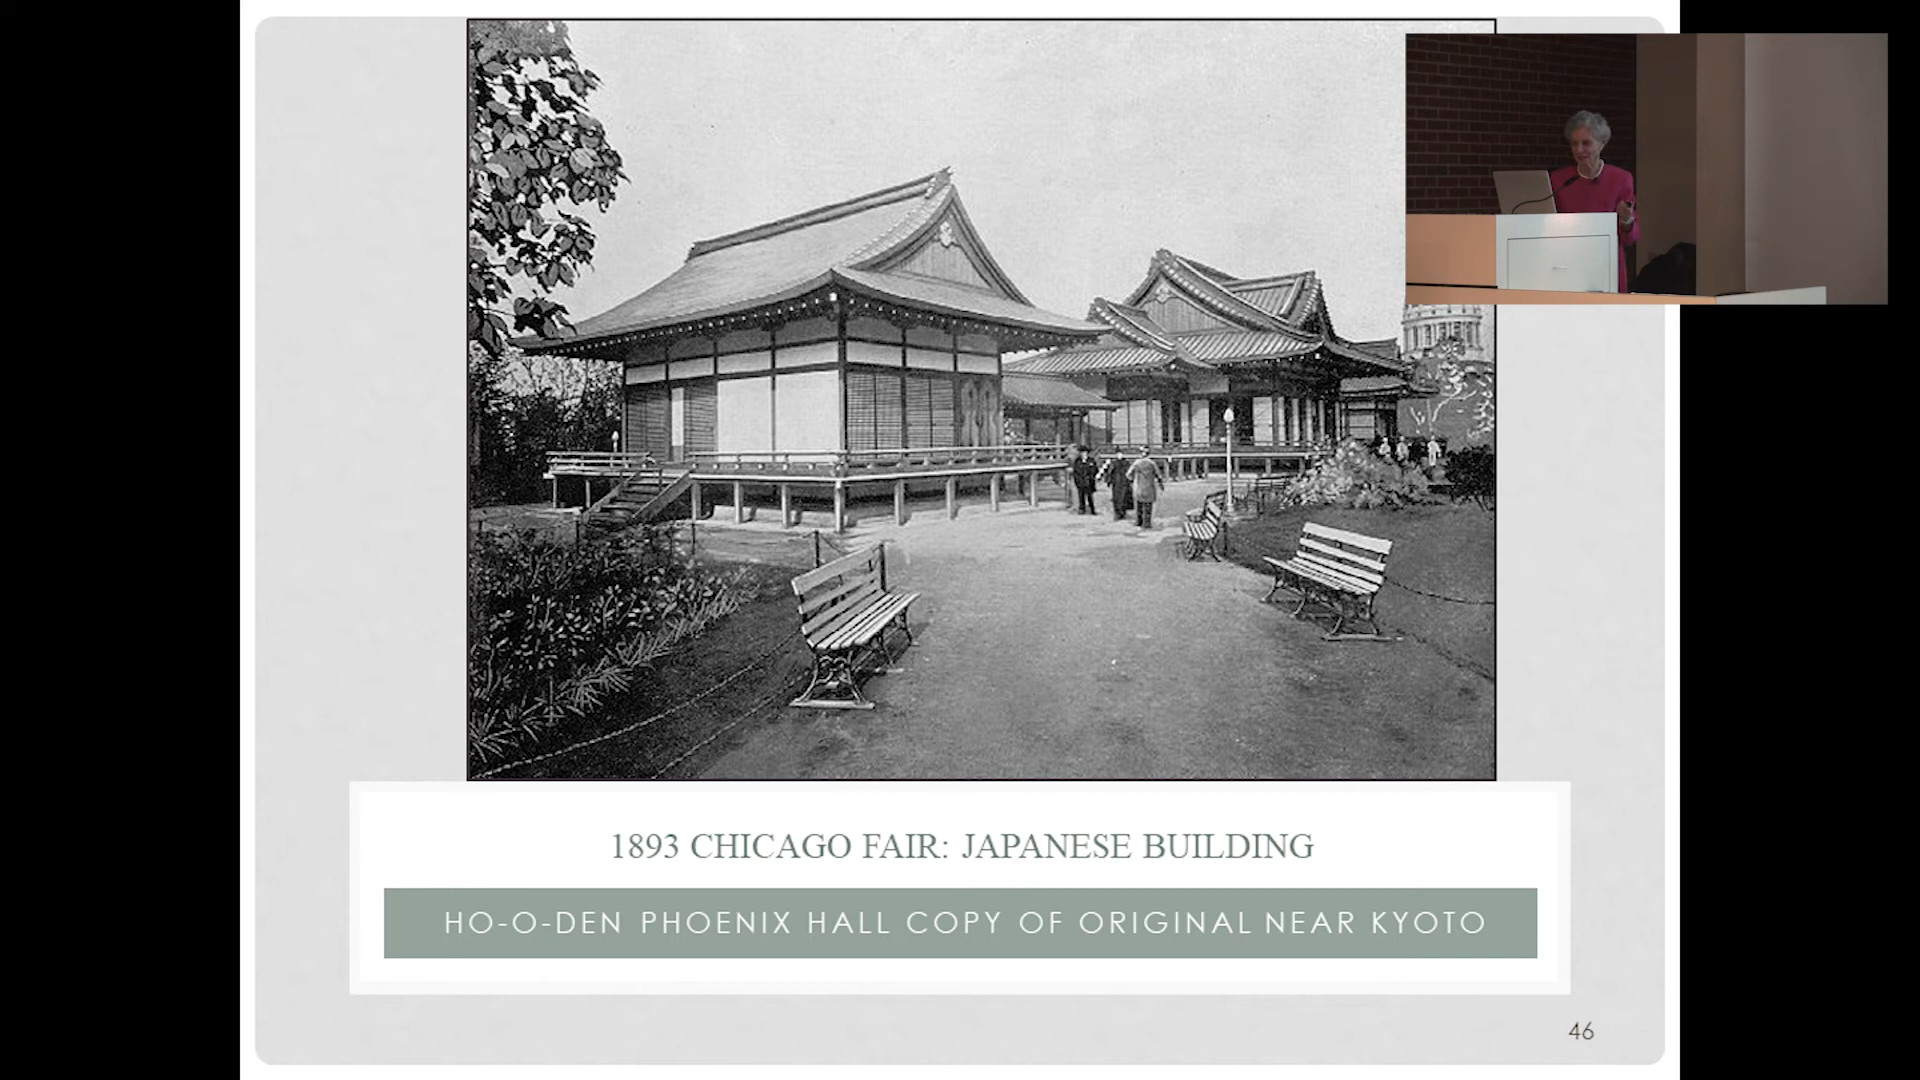 1893 CHICAGO FAIR: JAPANESE BUILDING
HO-O-DEN PHOENIX HALL COPY OF ORIGINAL NEAR KYOTO
46